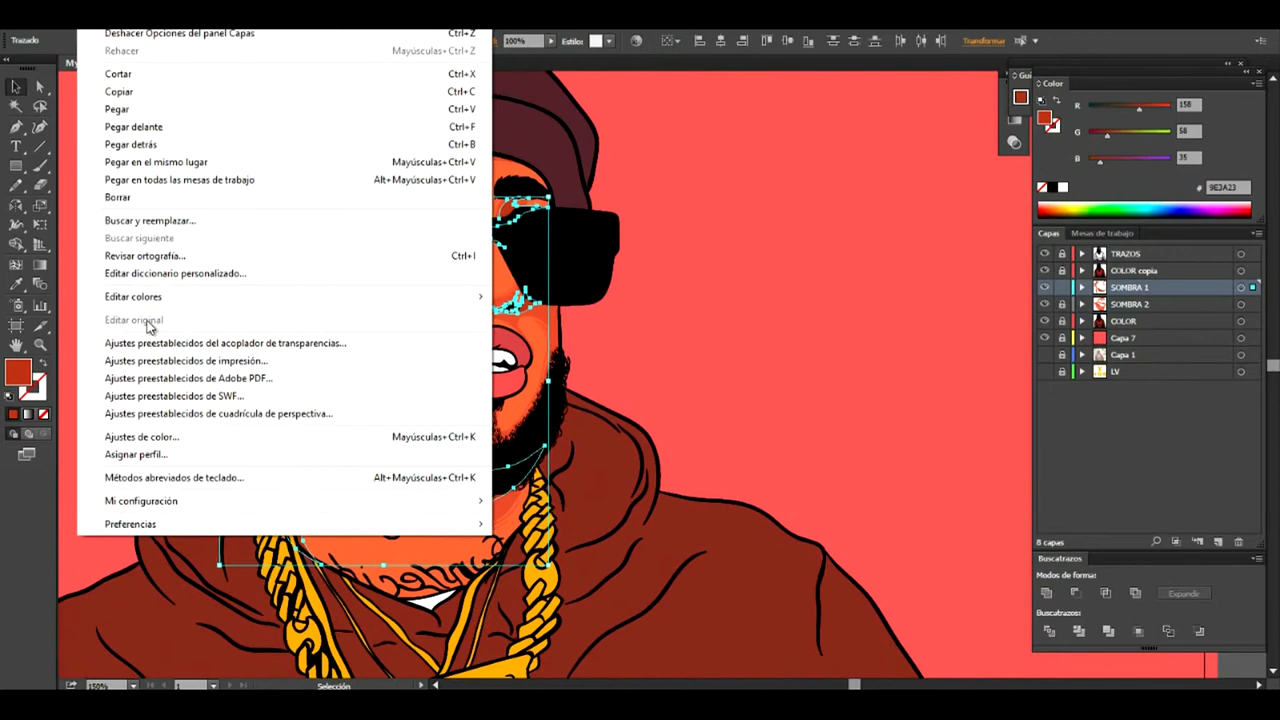 Trazado
100%
Estilo:
Transformar
Deshacer Opciones del panel Capas Ctrl+Z
Rehacer Mayúsculas+Ctrl+Z
Cortar Ctrl+X
Copiar Ctrl+C
Pegar Ctrl+V
Pegar delante Ctrl+F
Pegar detrás Ctrl+B
Pegar en el mismo lugar Mayúsculas+Ctrl+V
Pegar en todas las mesas de trabajo Alt+Mayúsculas+Ctrl+V
Borrar
Buscar y reemplazar...
Buscar siguiente
Revisar ortografía... Ctrl+I
Editar diccionario personalizado...
Editar colores
Editar original
Ajustes preestablecidos del acoplador de transparencias...
Ajustes preestablecidos de impresión...
Ajustes preestablecidos de Adobe PDF...
Ajustes preestablecidos de SWF...
Ajustes preestablecidos de cuadrícula de perspectiva...
Ajustes de color... Mayúsculas+Ctrl+K
Asignar perfil...
Métodos abreviados de teclado... Alt+Mayúsculas+Ctrl+K
Mi configuración
Preferencias
Guí
Color
R 158
G 58
B 35
# 9E3A23
Capas Mesas de trabajo
TRAZOS
COLOR copia
SOMBRA 1
SOMBRA 2
COLOR
Capa 7
Capa 1
LV
8 capas
Buscatrazos
Modos de forma:
Expandir
Buscatrazos:
150%
1
Selección